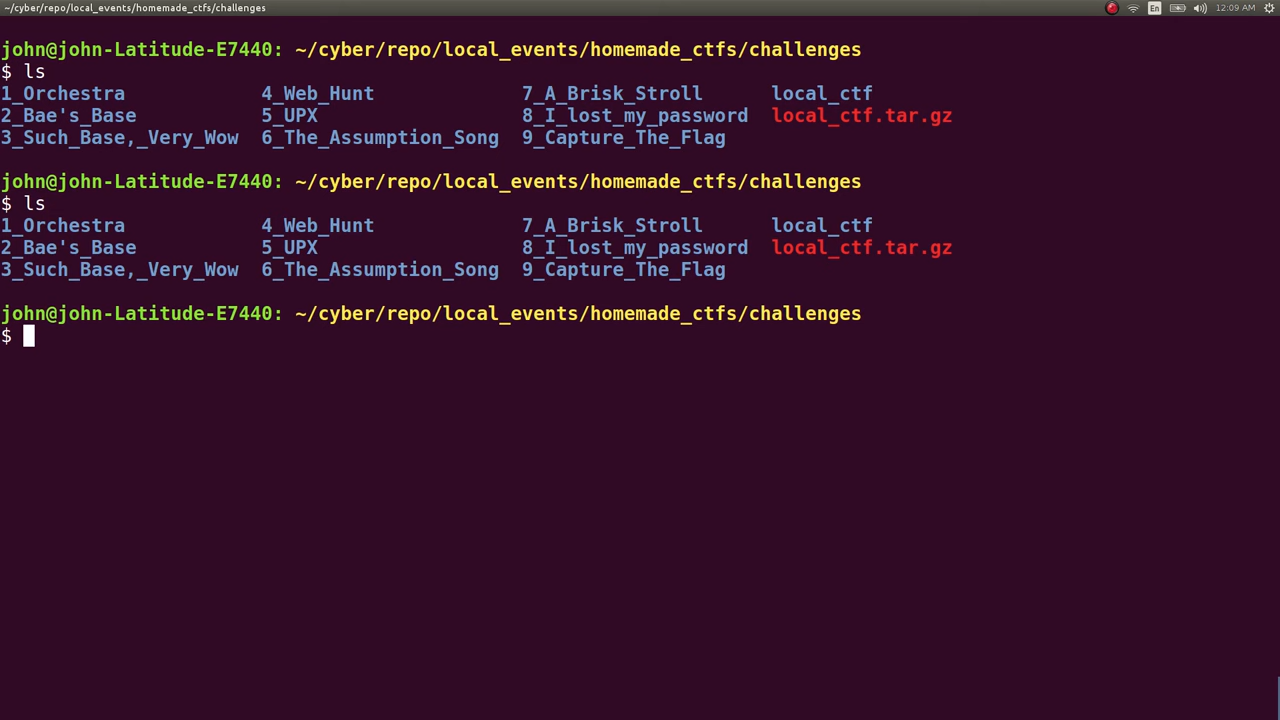 ~/cyber/repo/local_events/homemade_ctfs/challenges En 12:09 AM
john@john-Latitude-E7440: ~/cyber/repo/local_events/homemade_ctfs/challenges
$ ls
1_Orchestra 4_Web_Hunt 7_A_Brisk_Stroll local_ctf
2_Bae's_Base 5_UPX 8_I_lost_my_password local_ctf.tar.gz
3_Such_Base,_Very_Wow 6_The_Assumption_Song 9_Capture_The_Flag
john@john-Latitude-E7440: ~/cyber/repo/local_events/homemade_ctfs/challenges
$ ls
1_Orchestra 4_Web_Hunt 7_A_Brisk_Stroll local_ctf
2_Bae's_Base 5_UPX 8_I_lost_my_password local_ctf.tar.gz
3_Such_Base,_Very_Wow 6_The_Assumption_Song 9_Capture_The_Flag
john@john-Latitude-E7440: ~/cyber/repo/local_events/homemade_ctfs/challenges
$